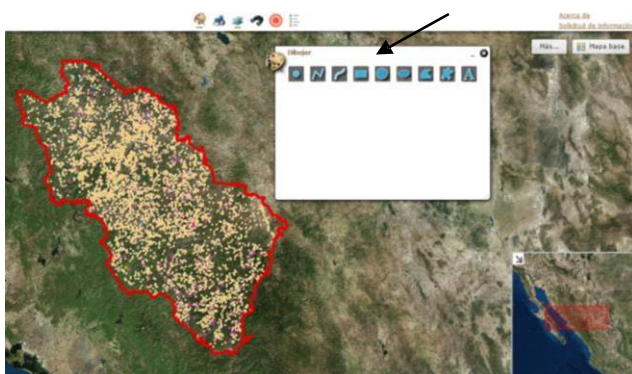 Acerca de
Solicitud de información
Dibujar
Más...
Mapa base
A